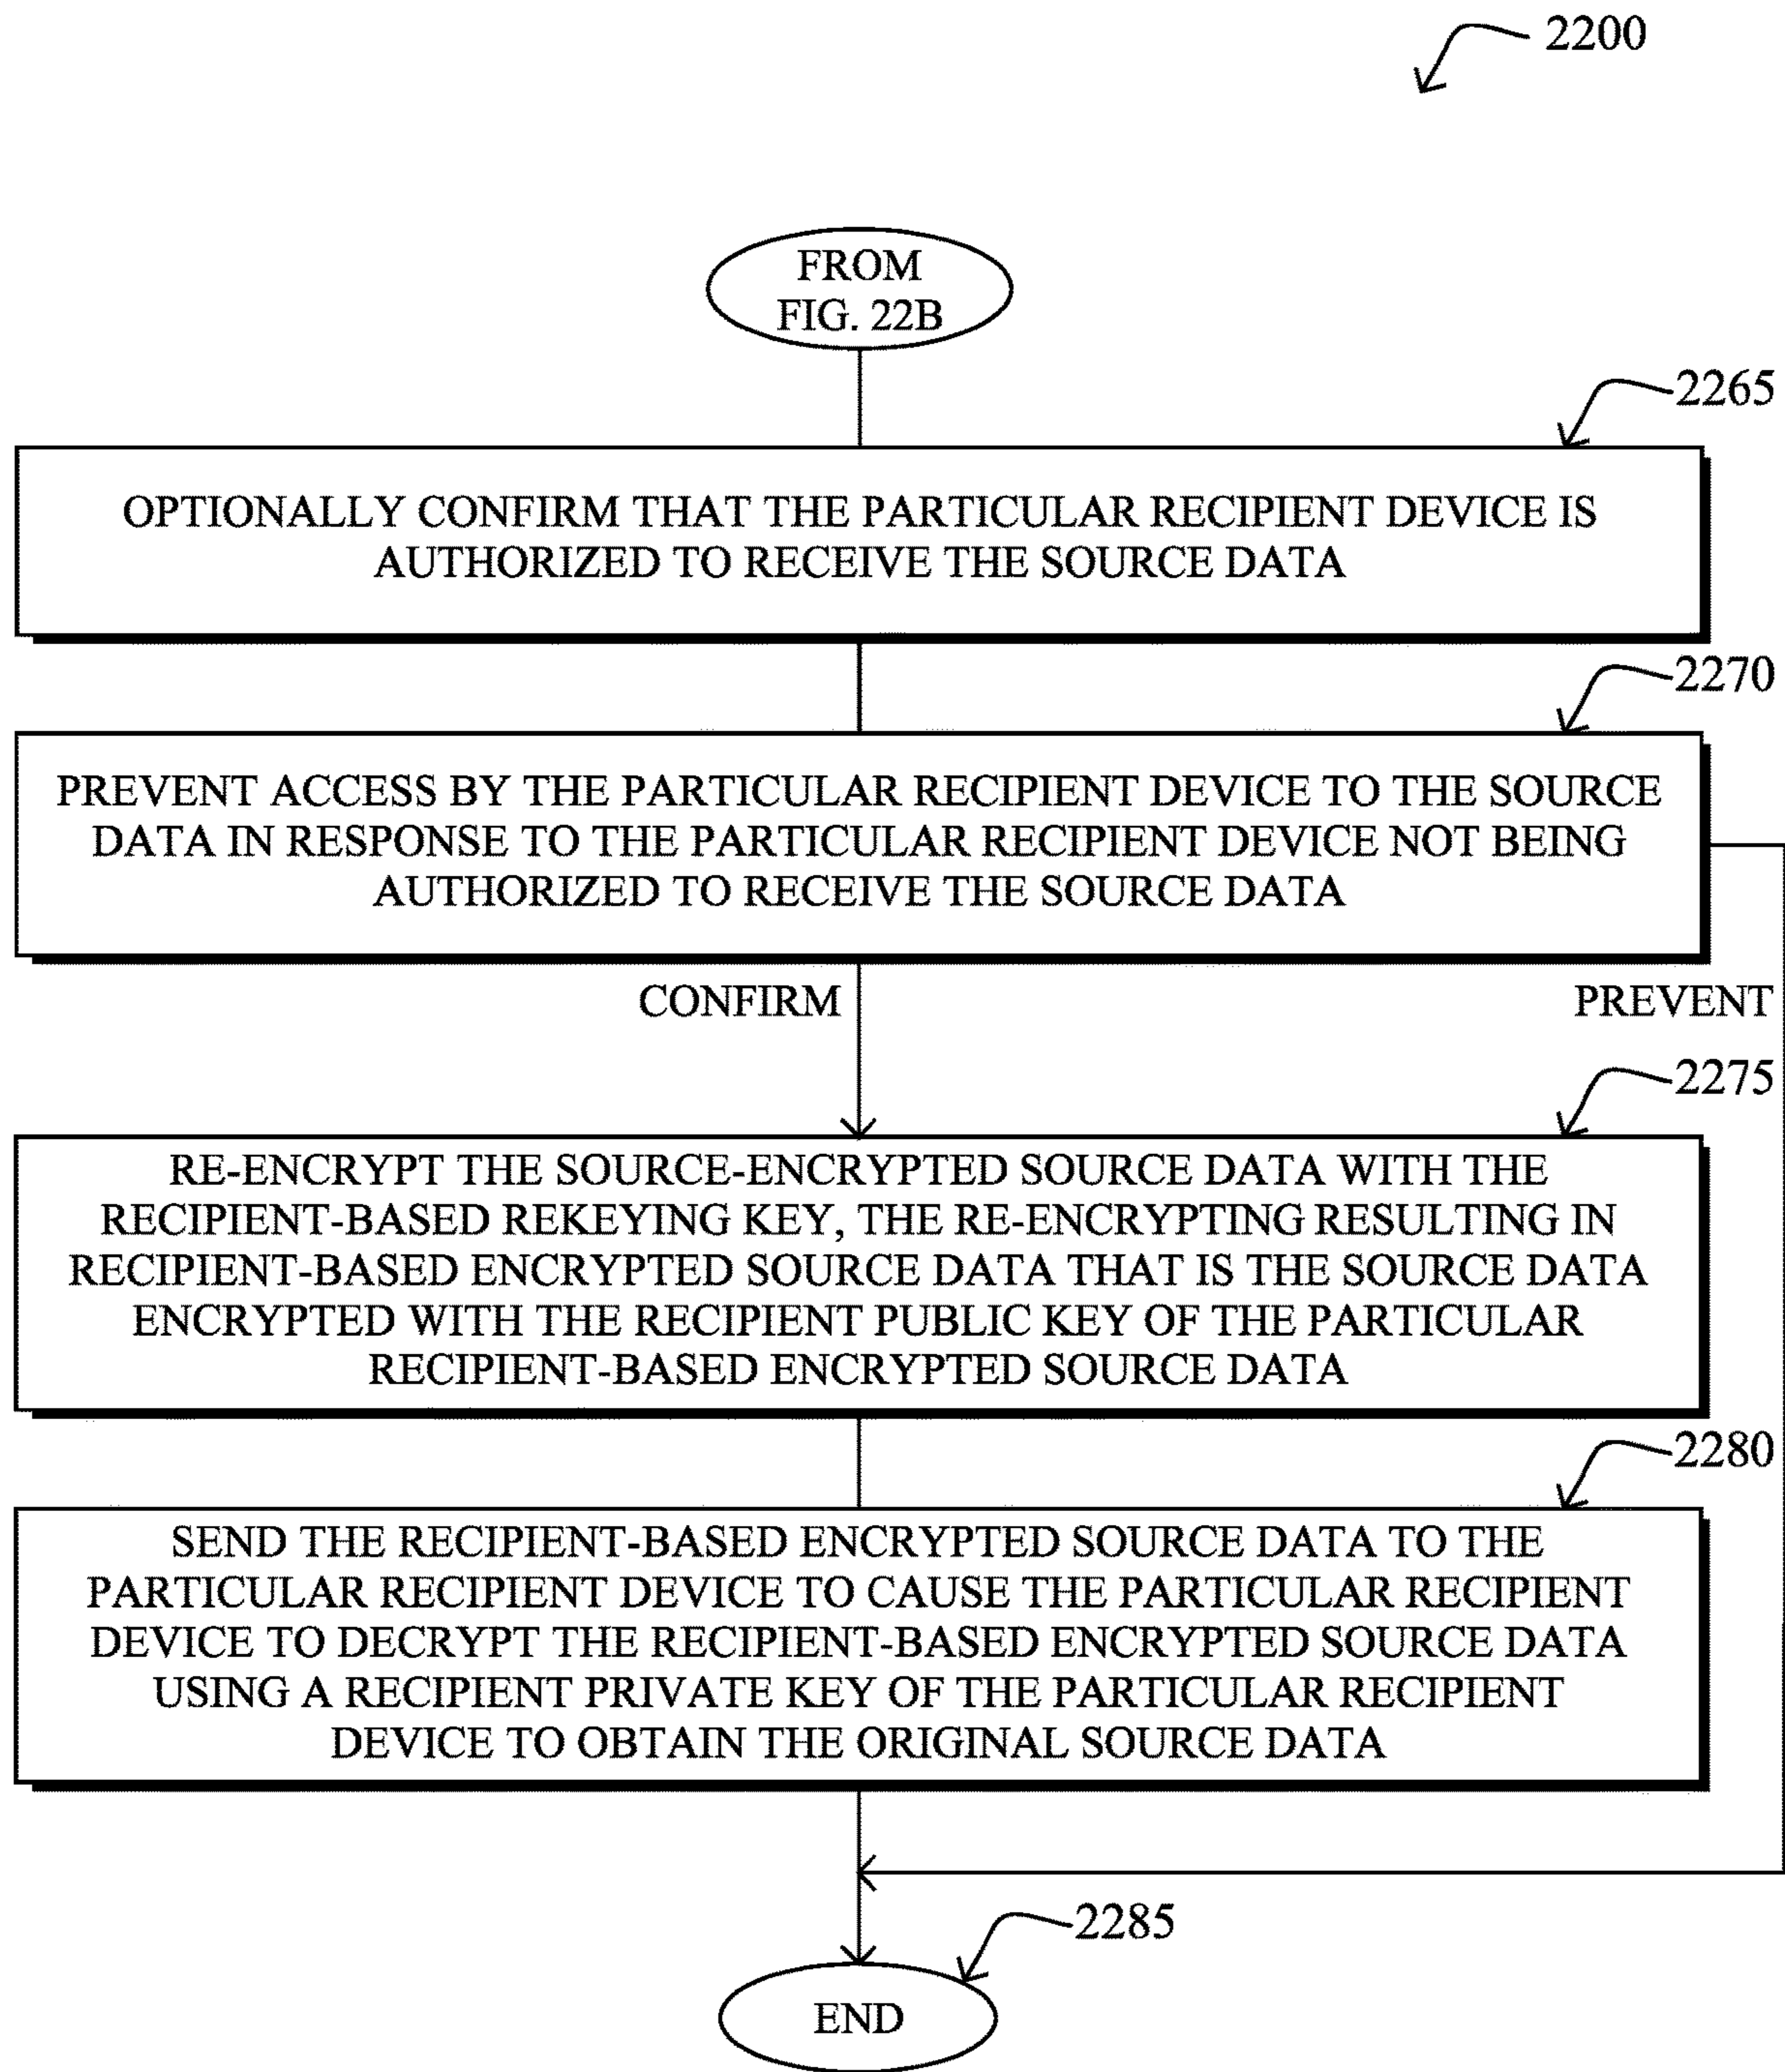 2200
FROM
FIG. 22B
2265
OPTIONALLY CONFIRM THAT THE PARTICULAR RECIPIENT DEVICE IS
AUTHORIZED TO RECEIVE THE SOURCE DATA
2270
PREVENT ACCESS BY THE PARTICULAR RECIPIENT DEVICE TO THE SOURCE
DATA IN RESPONSE TO THE PARTICULAR RECIPIENT DEVICE NOT BEING
AUTHORIZED TO RECEIVE THE SOURCE DATA
CONFIRM
PREVENT
2275
RE-ENCRYPT THE SOURCE-ENCRYPTED SOURCE DATA WITH THE
RECIPIENT-BASED REKEYING KEY, THE RE-ENCRYPTING RESULTING IN
RECIPIENT-BASED ENCRYPTED SOURCE DATA THAT IS THE SOURCE DATA
ENCRYPTED WITH THE RECIPIENT PUBLIC KEY OF THE PARTICULAR
RECIPIENT-BASED ENCRYPTED SOURCE DATA
2280
SEND THE RECIPIENT-BASED ENCRYPTED SOURCE DATA TO THE
PARTICULAR RECIPIENT DEVICE TO CAUSE THE PARTICULAR RECIPIENT
DEVICE TO DECRYPT THE RECIPIENT-BASED ENCRYPTED SOURCE DATA
USING A RECIPIENT PRIVATE KEY OF THE PARTICULAR RECIPIENT
DEVICE TO OBTAIN THE ORIGINAL SOURCE DATA
2285
END